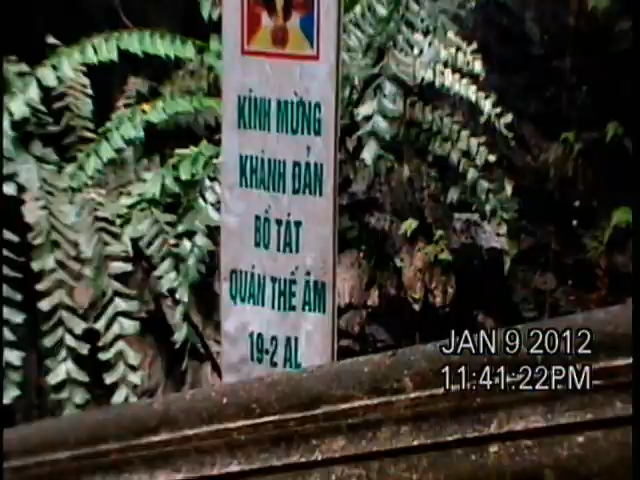 KÍNH MỪNG
KHÁNH ĐẢN
BỒ TÁT
QUÁN THẾ ÂM
19-2 AL
JAN 9 2012
11:41:22PM